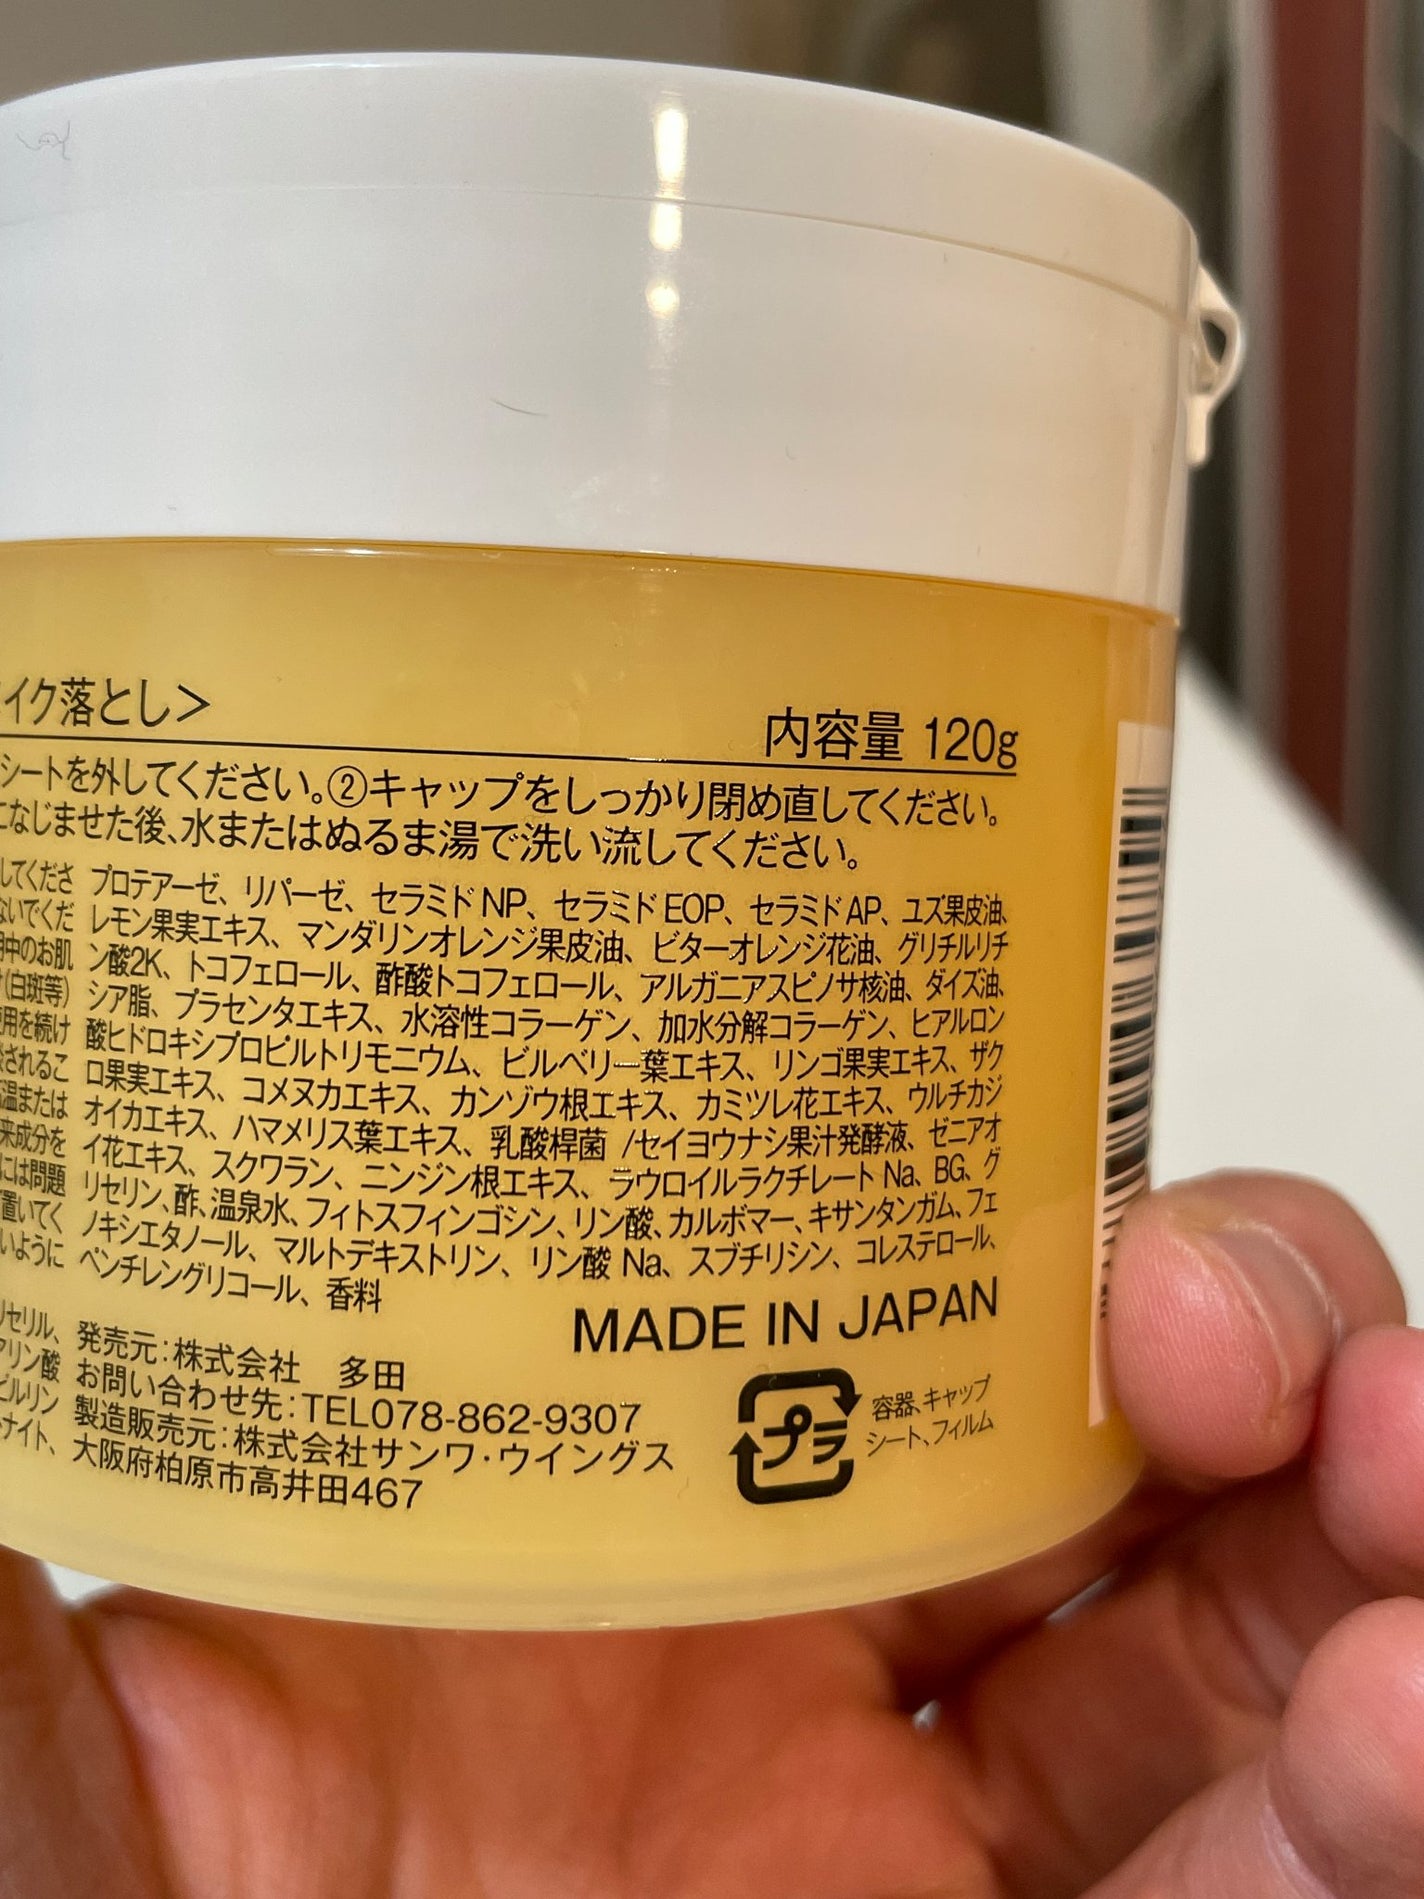 イク落とし>
内容量 120g
シートを外してください。②キャップをしっかり閉め直してください。
になじませた後、水またはぬるま湯で洗い流してください。
してくださ
ないでくだ
用中のお肌
(白斑等)
使用を続け
されるこ
高温または
来成分を
には問題
置いてく
いように
プロテアーゼ、リパーゼ、セラミドNP、セラミドEOP、セラミドAP、ユズ果皮油、
レモン果実エキス、マンダリンオレンジ果皮油、ビターオレンジ花油、グリチルリチ
ン酸2K、トコフェロール、酢酸トコフェロール、アルガニアスピノサ核油、ダイズ油、
シア脂、プラセンタエキス、水溶性コラーゲン、加水分解コラーゲン、ヒアルロン
酸ヒドロキシプロピルトリモニウム、ビルベリー葉エキス、リンゴ果実エキス、ザク
ロ果実エキス、コメヌカエキス、カンゾウ根エキス、カミツレ花エキス、ウルチカジ
オイカエキス、ハマメリス葉エキス、乳酸桿菌/セイヨウナシ果汁発酵液、ゼニアオ
イ花エキス、スクワラン、ニンジン根エキス、ラウロイルラクチレートNa、BG、グ
リセリン、酢、温泉水、フィトスフィンゴシン、リン酸、カルボマー、キサンタンガム、フェ
ノキシエタノール、マルトデキストリン、リン酸Na、スブチリシン、コレステロール、
ペンチレングリコール、香料
MADE IN JAPAN
リセリル、
アリン酸
ピルリン
ナイト、
発売元:株式会社 多田
お問い合わせ先:TEL078-862-9307
製造販売元:株式会社サンワ・ウイングス
大阪府柏原市高井田467
プラ
容器、キャップ
シート、フィルム